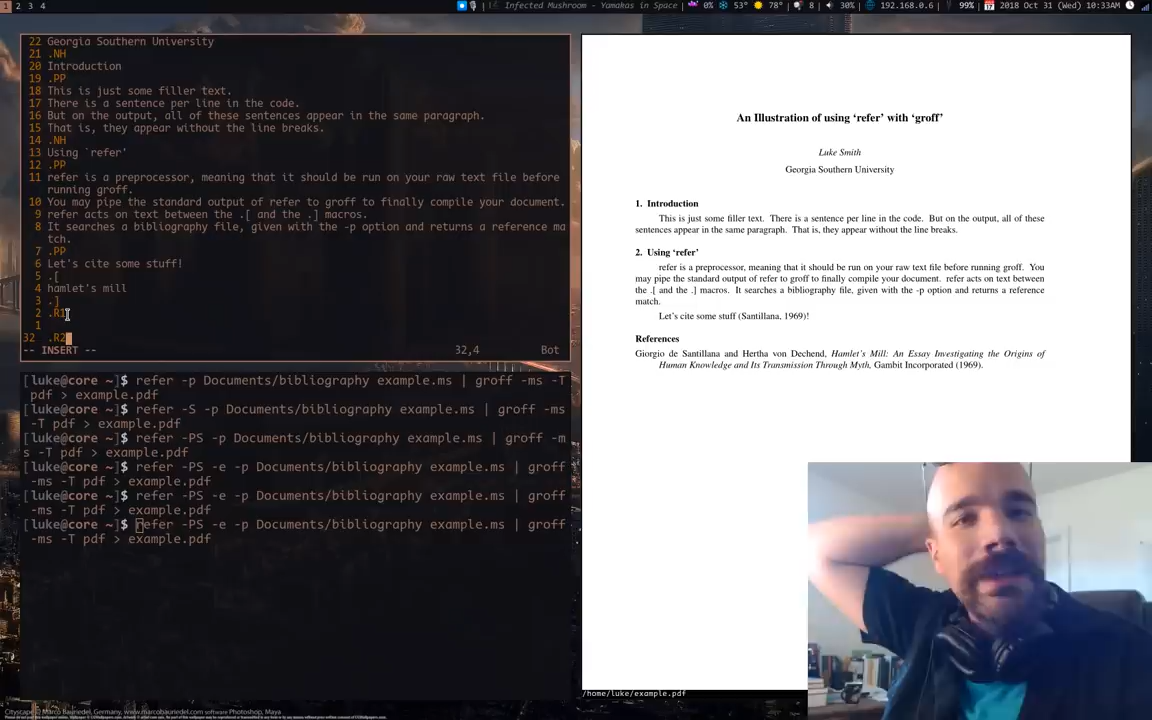 1 2 3 4
Infected Mushroom - Yamakas in Space
0% 53° 78° 8 30% 192.168.0.6 99% 2018 Oct 31 (Wed) 10:33AM
22 Georgia Southern University
21 .NH
20 Introduction
19 .PP
18 This is just some filler text.
17 There is a sentence per line in the code.
16 But on the output, all of these sentences appear in the same paragraph.
15 That is, they appear without the line breaks.
14 .NH
13 Using `refer'
12 .PP
11 refer is a preprocessor, meaning that it should be run on your raw text file before
running groff.
10 You may pipe the standard output of refer to groff to finally compile your document.
9 refer acts on text between the .[ and the .] macros.
8 It searches a bibliography file, given with the -p option and returns a reference ma
tch.
7 .PP
6 Let's cite some stuff!
5 .[
4 hamlet's mill
3 .]
2 .R1
1
32 .R2
-- INSERT -- 32,4 Bot
[luke@core ~]$ refer -p Documents/bibliography example.ms | groff -ms -T
pdf > example.pdf
[luke@core ~]$ refer -S -p Documents/bibliography example.ms | groff -ms
-T pdf > example.pdf
[luke@core ~]$ refer -PS -p Documents/bibliography example.ms | groff -m
s -T pdf > example.pdf
[luke@core ~]$ refer -PS -e -p Documents/bibliography example.ms | groff
-ms -T pdf > example.pdf
[luke@core ~]$ refer -PS -e -p Documents/bibliography example.ms | groff
-ms -T pdf > example.pdf
[luke@core ~]$ refer -PS -e -p Documents/bibliography example.ms | groff
-ms -T pdf > example.pdf
An Illustration of using ‘refer’ with ‘groff’
Luke Smith
Georgia Southern University
1. Introduction
This is just some filler text. There is a sentence per line in the code. But on the output, all of these
sentences appear in the same paragraph. That is, they appear without the line breaks.
2. Using ‘refer’
refer is a preprocessor, meaning that it should be run on your raw text file before running groff. You
may pipe the standard output of refer to groff to finally compile your document. refer acts on text between
the .[ and the .] macros. It searches a bibliography file, given with the -p option and returns a reference
match.
Let’s cite some stuff (Santillana, 1969)!
References
Giorgio de Santillana and Hertha von Dechend, Hamlet’s Mill: An Essay Investigating the Origins of
Human Knowledge and Its Transmission Through Myth, Gambit Incorporated (1969).
/home/luke/example.pdf